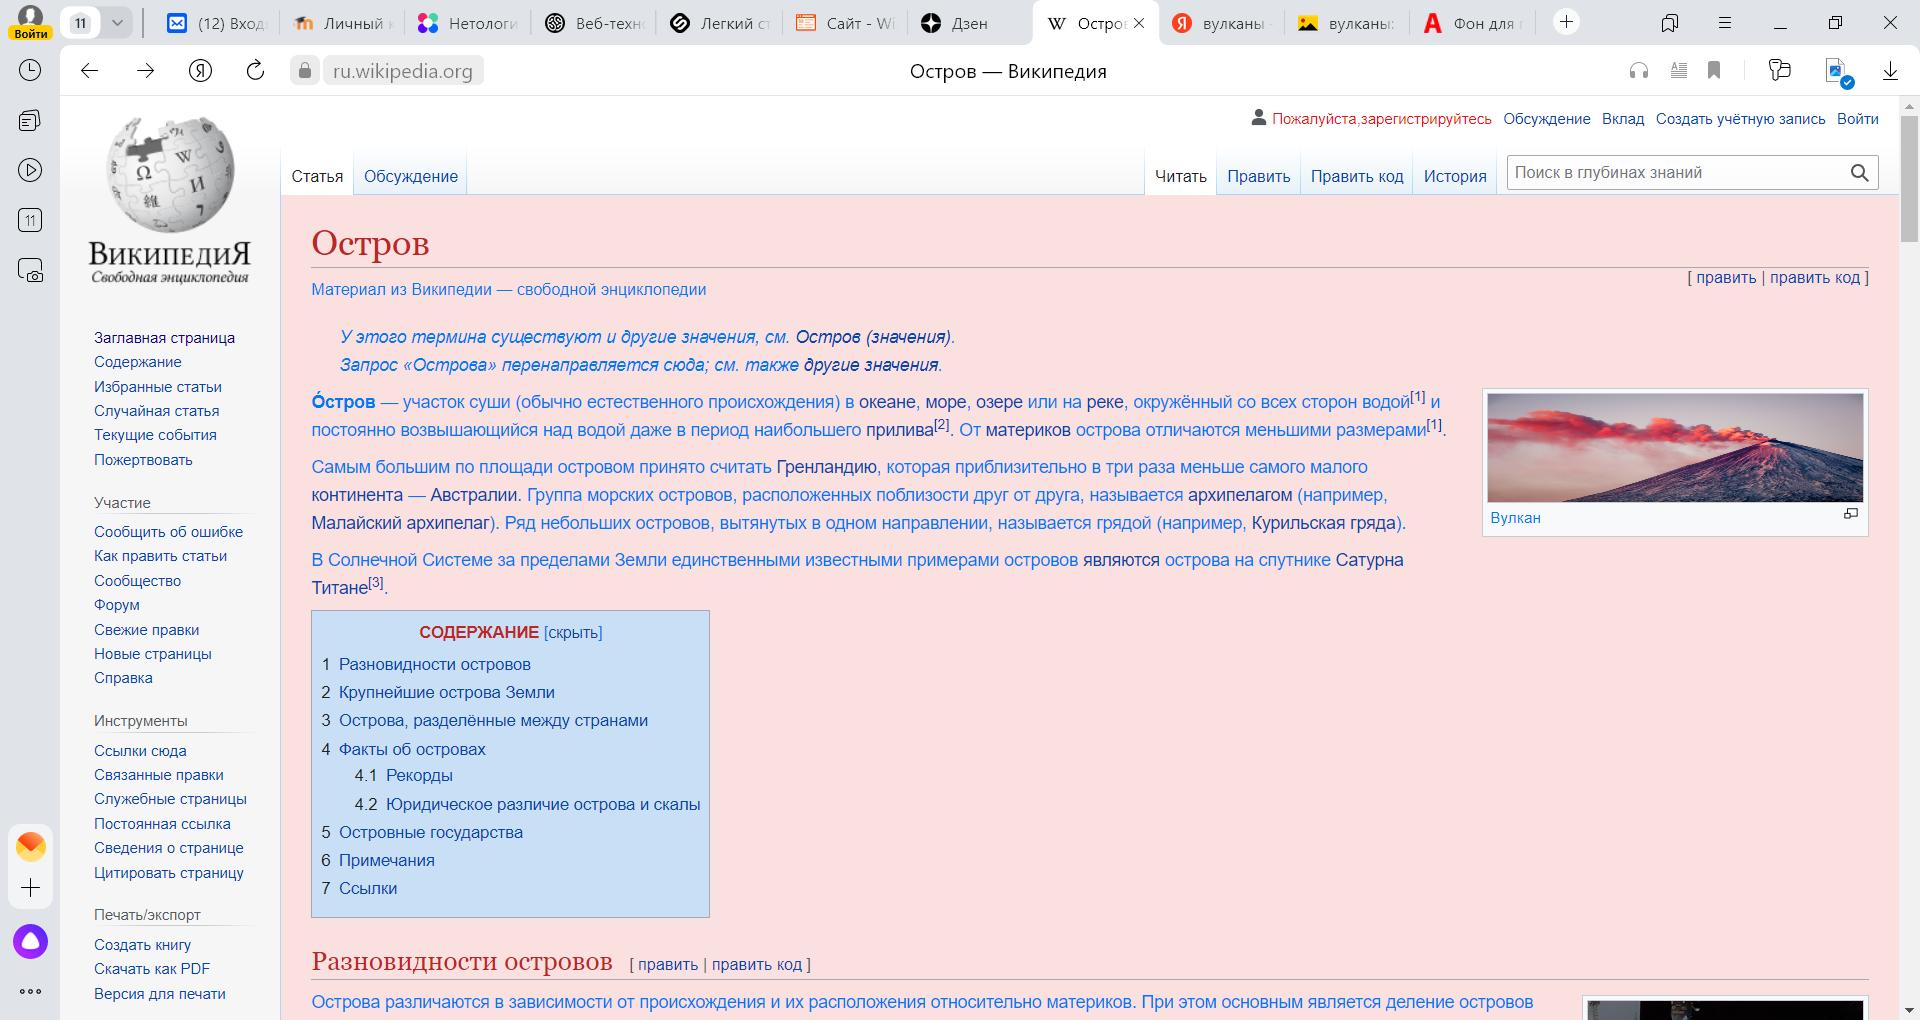 Войти
11
(12) Вход
Личный к
Нетологи
Веб-техн
Легкий ст
Сайт - Wi
Дзен
Остро
вулканы
вулканы:
Фон для
ru.wikipedia.org
Остров — Википедия
11
ВикипедиЯ
Свободная энциклопедия
Пожалуйста,зарегистрируйтесь Обсуждение Вклад Создать учётную запись Войти
Статья Обсуждение
Читать Править Править код История
Поиск в глубинах знаний
Заглавная страница
Содержание
Избранные статьи
Случайная статья
Текущие события
Пожертвовать
Участие
Сообщить об ошибке
Как править статьи
Сообщество
Форум
Свежие правки
Новые страницы
Справка
Инструменты
Ссылки сюда
Связанные правки
Служебные страницы
Постоянная ссылка
Сведения о странице
Цитировать страницу
Печать/экспорт
Создать книгу
Скачать как PDF
Версия для печати
Остров
[ править | править код ]
Материал из Википедии — свободной энциклопедии
У этого термина существуют и другие значения, см. Остров (значения).
Запрос «Острова» перенаправляется сюда; см. также другие значения.
О́стров — участок суши (обычно естественного происхождения) в океане, море, озере или на реке, окружённый со всех сторон водой[1] и
постоянно возвышающийся над водой даже в период наибольшего прилива[2]. От материков острова отличаются меньшими размерами[1].
Самым большим по площади островом принято считать Гренландию, которая приблизительно в три раза меньше самого малого
континента — Австралии. Группа морских островов, расположенных поблизости друг от друга, называется архипелагом (например,
Малайский архипелаг). Ряд небольших островов, вытянутых в одном направлении, называется грядой (например, Курильская гряда).
В Солнечной Системе за пределами Земли единственными известными примерами островов являются острова на спутнике Сатурна
Титане[3].
Вулкан
СОДЕРЖАНИЕ [скрыть]
1 Разновидности островов
2 Крупнейшие острова Земли
3 Острова, разделённые между странами
4 Факты об островах
4.1 Рекорды
4.2 Юридическое различие острова и скалы
5 Островные государства
6 Примечания
7 Ссылки
Разновидности островов [ править | править код ]
Острова различаются в зависимости от происхождения и их расположения относительно материков. При этом основным является деление островов